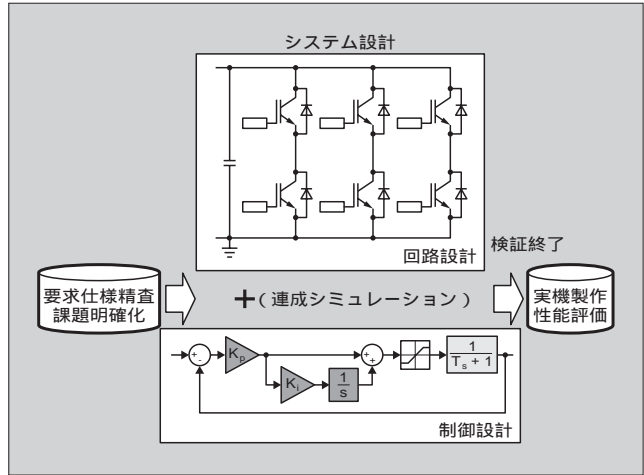 システム設計
回路設計
検証終了
要求仕様精査
課題明確化
+(連成シミュレーション)
実機製作
性能評価
+
-
Kp
Ki
1
s
+
+
1
Ts + 1
制御設計